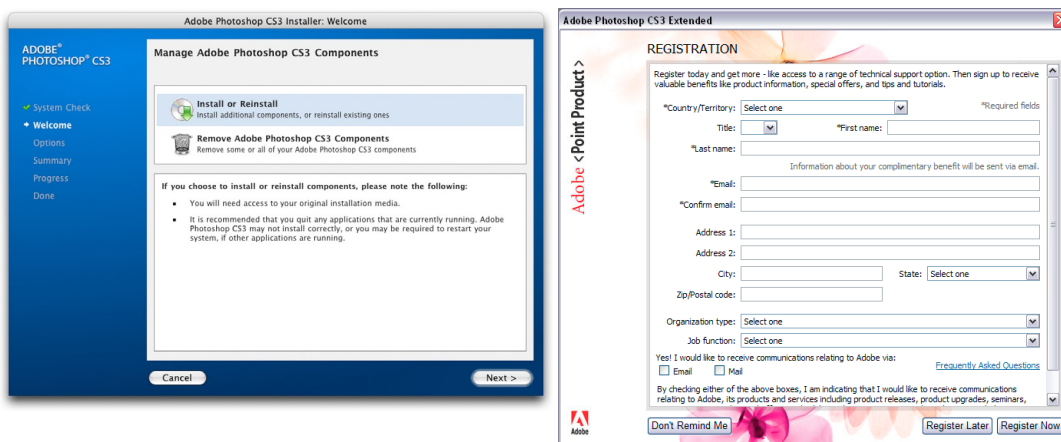 Adobe Photoshop CS3 Installer: Welcome
ADOBE®
PHOTOSHOP® CS3
System Check
Welcome
Options
Summary
Progress
Done
Manage Adobe Photoshop CS3 Components
Install or Reinstall
Install additional components, or reinstall existing ones
Remove Adobe Photoshop CS3 Components
Remove some or all of your Adobe Photoshop CS3 components
If you choose to install or reinstall components, please note the following:
• You will need access to your original installation media.
• It is recommended that you quit any applications that are currently running. Adobe
Photoshop CS3 may not install correctly, or you may be required to restart your
system, if other applications are running.
Cancel
Next >
Adobe Photoshop CS3 Extended
Adobe <Point Product>
REGISTRATION
Register today and get more - like access to a range of technical support option. Then sign up to receive
valuable benefits like product information, special offers, and tips and tutorials.
*Country/Territory: Select one *Required fields
Title: *First name:
*Last name:
Information about your complimentary benefit will be sent via email.
*Email:
*Confirm email:
Address 1:
Address 2:
City: State: Select one
Zip/Postal code:
Organization type: Select one
Job function: Select one
Yes! I would like to receive communications relating to Adobe via:
Email Mail Frequently Asked Questions
By checking either of the above boxes, I am indicating that I would like to receive communications
relating to Adobe, its products and services including product releases, product upgrades, seminars,
Adobe
Don't Remind Me Register Later Register Now